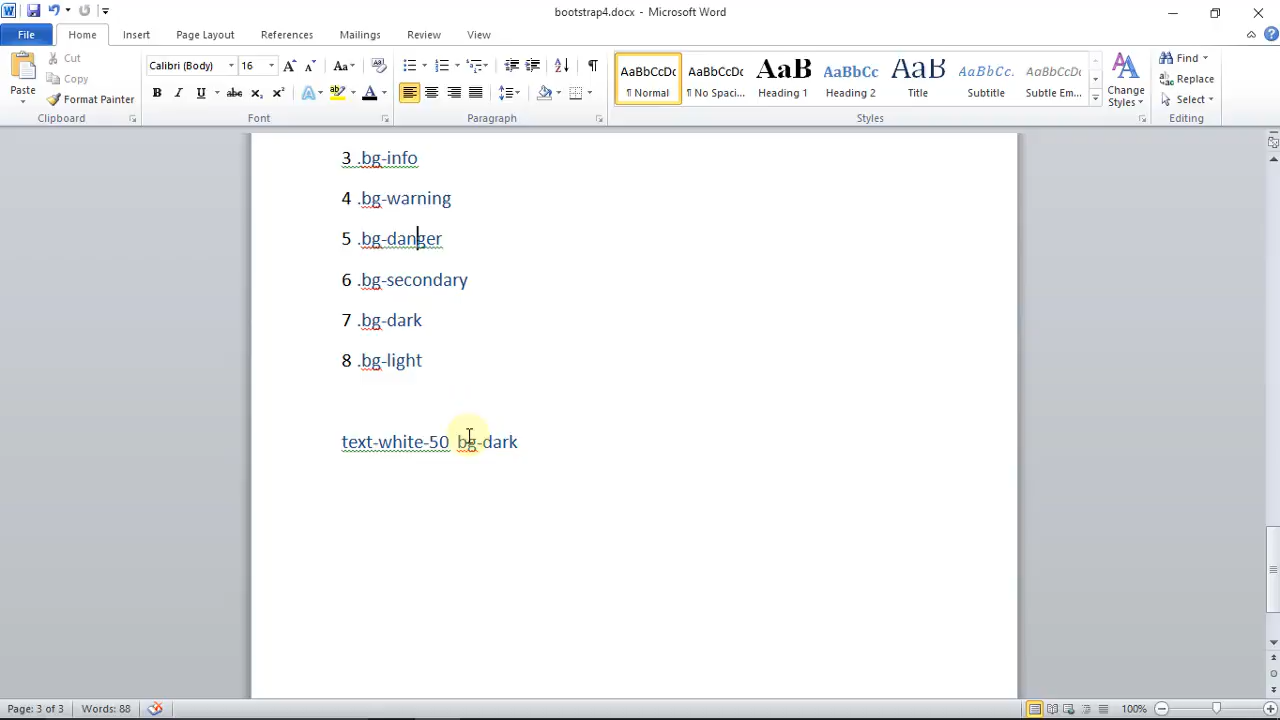 bootstrap4.docx - Microsoft Word
File Home Insert Page Layout References Mailings Review View
Paste
Cut
Copy
Format Painter
Clipboard
Calibri (Body) 16
Font
Paragraph
AaBbCcDc AaBbCcDc AaBbC AaBbCc AaB AaBbCc. AaBbCcDc
¶ Normal ¶ No Spaci... Heading 1 Heading 2 Title Subtitle Subtle Em...
Styles
Change Styles
Find
Replace
Select
Editing
3 .bg-info
4 .bg-warning
5 .bg-danger
6 .bg-secondary
7 .bg-dark
8 .bg-light
text-white-50 bg-dark
Page: 3 of 3 Words: 88 100%